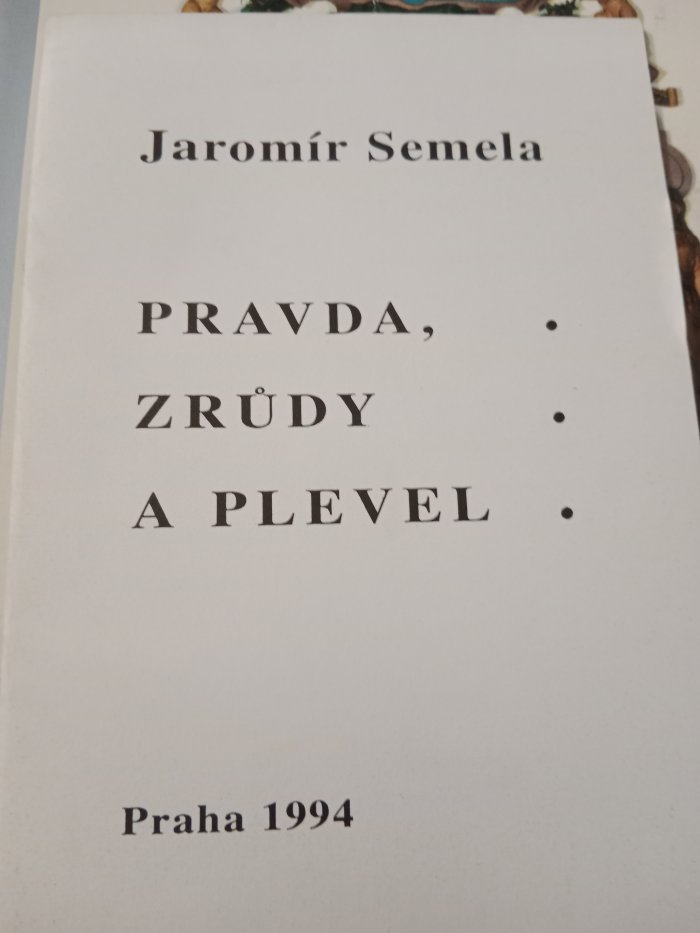 Jaromír Semela
PRAVDA, .
ZRŮDY .
A PLEVEL .
Praha 1994